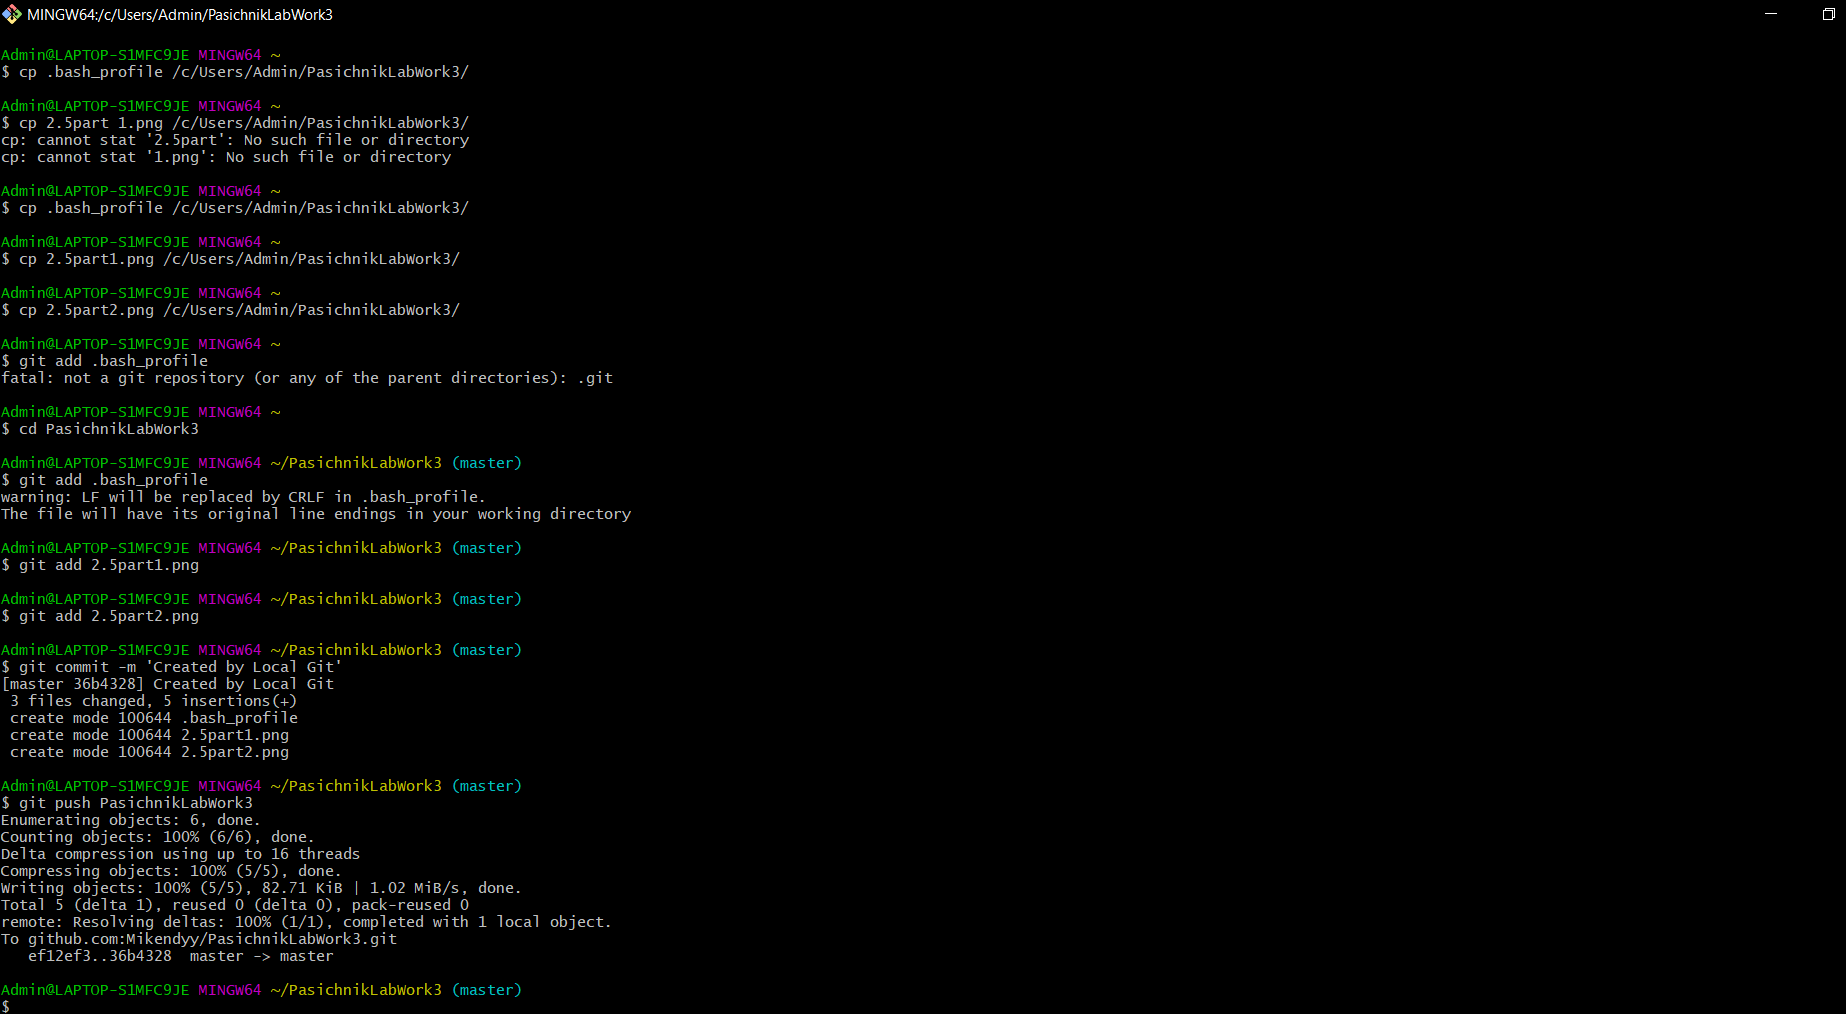 MINGW64:/c/Users/Admin/PasichnikLabWork3
Admin@LAPTOP-S1MFC9JE MINGW64 ~
$ cp .bash_profile /c/Users/Admin/PasichnikLabWork3/
Admin@LAPTOP-S1MFC9JE MINGW64 ~
$ cp 2.5part 1.png /c/Users/Admin/PasichnikLabWork3/
cp: cannot stat '2.5part': No such file or directory
cp: cannot stat '1.png': No such file or directory
Admin@LAPTOP-S1MFC9JE MINGW64 ~
$ cp .bash_profile /c/Users/Admin/PasichnikLabWork3/
Admin@LAPTOP-S1MFC9JE MINGW64 ~
$ cp 2.5part1.png /c/Users/Admin/PasichnikLabWork3/
Admin@LAPTOP-S1MFC9JE MINGW64 ~
$ cp 2.5part2.png /c/Users/Admin/PasichnikLabWork3/
Admin@LAPTOP-S1MFC9JE MINGW64 ~
$ git add .bash_profile
fatal: not a git repository (or any of the parent directories): .git
Admin@LAPTOP-S1MFC9JE MINGW64 ~
$ cd PasichnikLabWork3
Admin@LAPTOP-S1MFC9JE MINGW64 ~/PasichnikLabWork3 (master)
$ git add .bash_profile
warning: LF will be replaced by CRLF in .bash_profile.
The file will have its original line endings in your working directory
Admin@LAPTOP-S1MFC9JE MINGW64 ~/PasichnikLabWork3 (master)
$ git add 2.5part1.png
Admin@LAPTOP-S1MFC9JE MINGW64 ~/PasichnikLabWork3 (master)
$ git add 2.5part2.png
Admin@LAPTOP-S1MFC9JE MINGW64 ~/PasichnikLabWork3 (master)
$ git commit -m 'Created by Local Git'
[master 36b4328] Created by Local Git
3 files changed, 5 insertions(+)
create mode 100644 .bash_profile
create mode 100644 2.5part1.png
create mode 100644 2.5part2.png
Admin@LAPTOP-S1MFC9JE MINGW64 ~/PasichnikLabWork3 (master)
$ git push PasichnikLabWork3
Enumerating objects: 6, done.
Counting objects: 100% (6/6), done.
Delta compression using up to 16 threads
Compressing objects: 100% (5/5), done.
Writing objects: 100% (5/5), 82.71 KiB | 1.02 MiB/s, done.
Total 5 (delta 1), reused 0 (delta 0), pack-reused 0
remote: Resolving deltas: 100% (1/1), completed with 1 local object.
To github.com:Mikendyy/PasichnikLabWork3.git
ef12ef3..36b4328  master -> master
Admin@LAPTOP-S1MFC9JE MINGW64 ~/PasichnikLabWork3 (master)
$